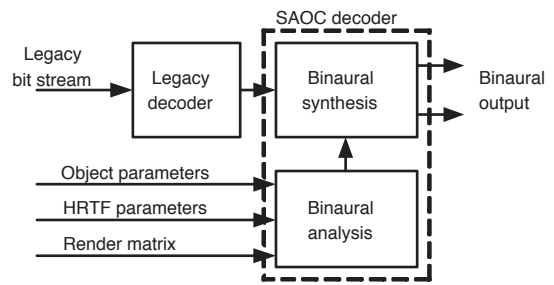 SAOC decoder
Legacy
bit stream
Legacy
decoder
Binaural
synthesis
Binaural
output
Object parameters
HRTF parameters
Render matrix
Binaural
analysis